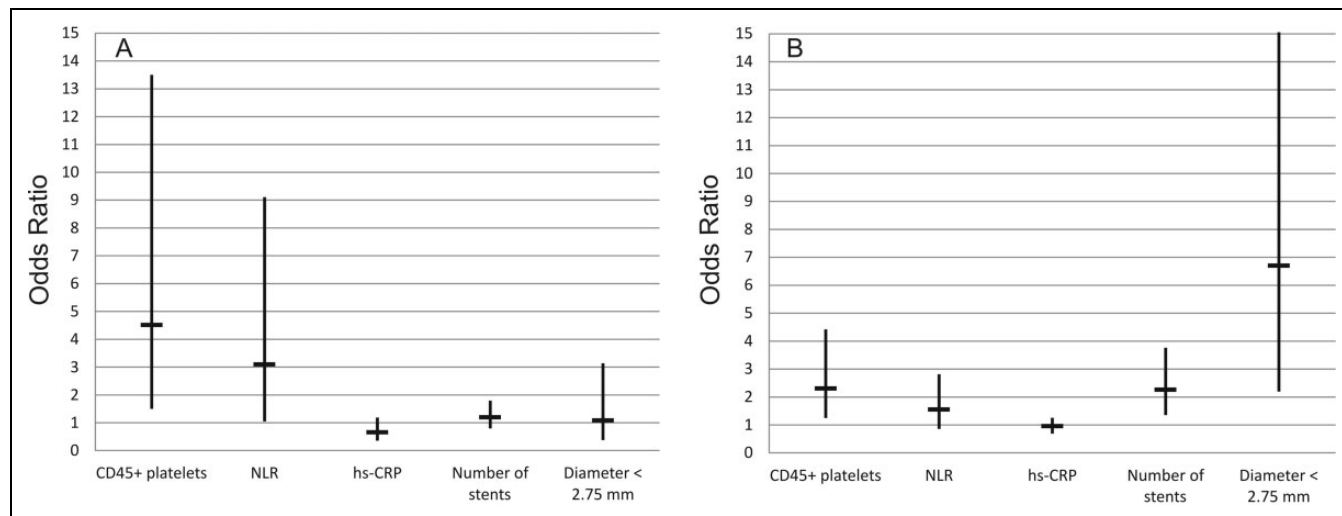 A
Odds Ratio
15
14
13
12
11
10
9
8
7
6
5
4
3
2
1
0
CD45+ platelets
NLR
hs-CRP
Number of
stents
Diameter <
2.75 mm
B
Odds Ratio
15
14
13
12
11
10
9
8
7
6
5
4
3
2
1
0
CD45+ platelets
NLR
hs-CRP
Number of
stents
Diameter <
2.75 mm